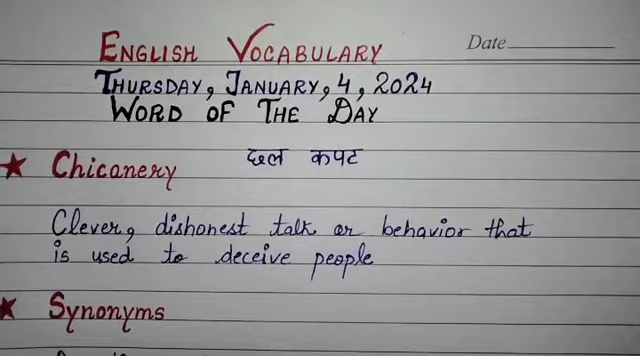 ENGLISH VOCABULARY
Date
THURSDAY, JANUARY, 4, 2024
WORD OF THE DAY
★ Chicanery छल कपट
Clever, dishonest talk or behavior that
is used to deceive people
★ Synonyms